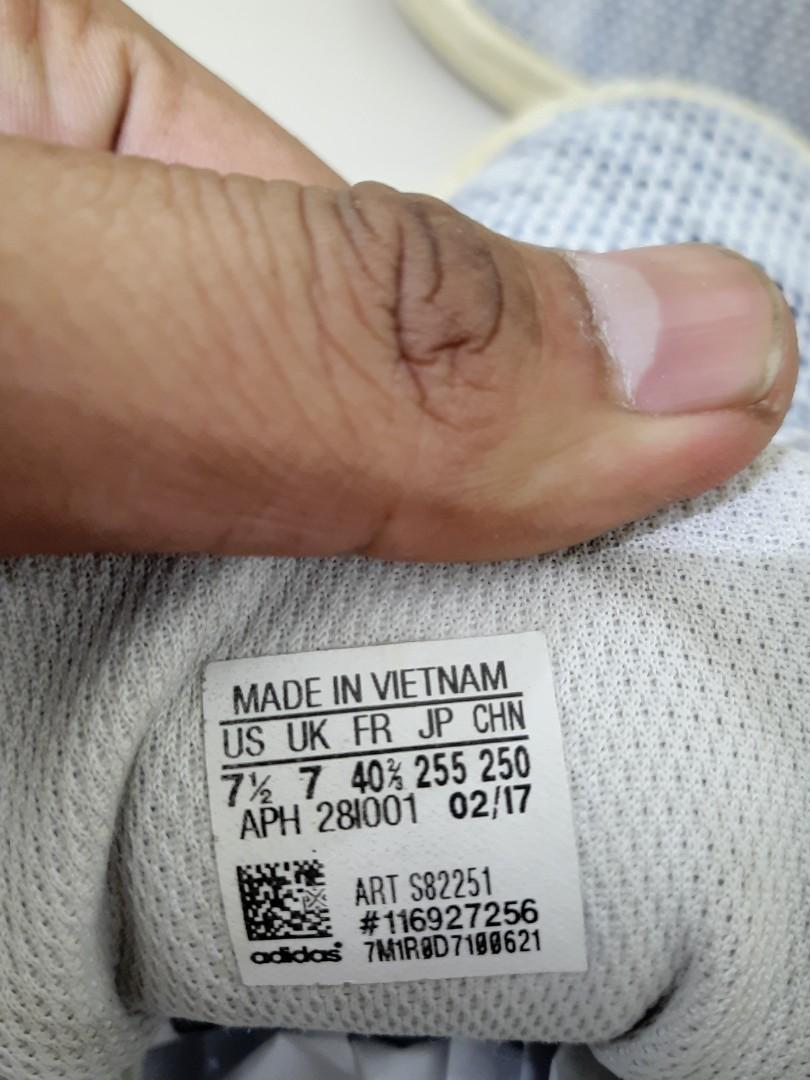 MADE IN VIETNAM
US UK FR JP CHN
7½ 7 40⅔ 255 250
APH 28I001 02/17
ART S82251
#116927256
adidas 7M1R0D7100621